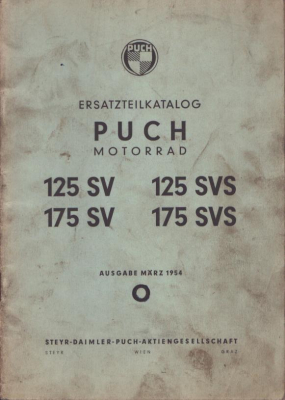 PUCH
ERSATZTEILKATALOG
PUCH
MOTORRAD
125 SV 125 SVS
175 SV 175 SVS
AUSGABE MÄRZ 1954
O
STEYR-DAIMLER-PUCH-AKTIENGESELLSCHAFT
STEYR WIEN GRAZ